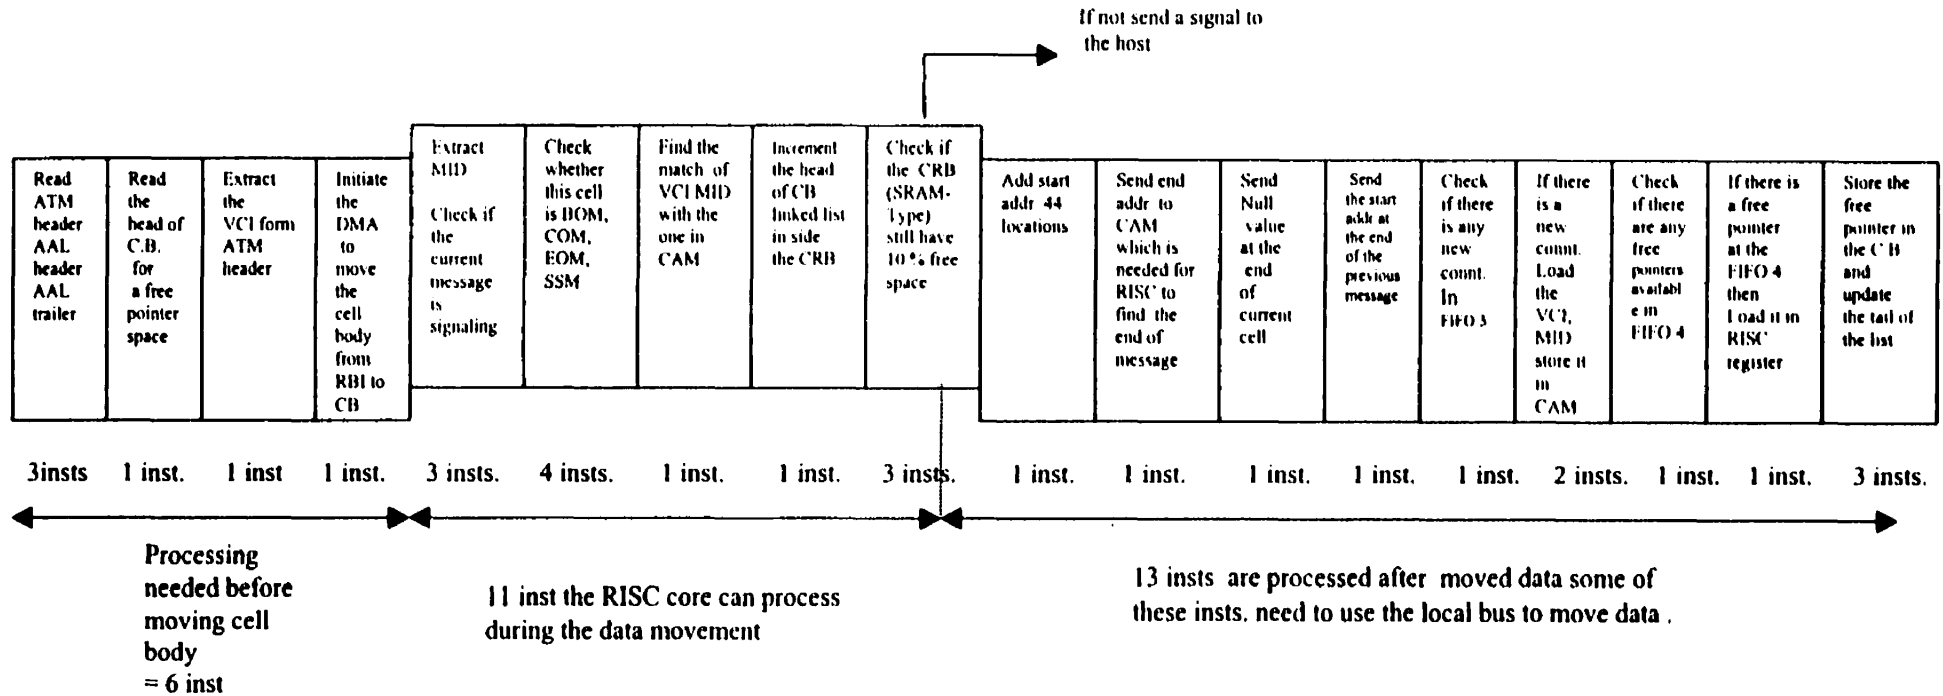 If not send a signal to
the host
Read
ATM
header
AAL
header
AAL
trailer
Read
the
head of
C.B.
for
a free
pointer
space
Extract
the
VCI form
ATM
header
Initiate
the
DMA
to
move
the
cell
body
from
RBI to
CB
Extract
MID
Check if
the
current
message
is
signaling
Check
whether
this cell
is BOM,
COM,
EOM,
SSM
Find the
match of
VCI MID
with the
one in
CAM
Increment
the head
of CB
linked list
in side
the CRB
Check if
the CRB
(SRAM-
Type)
still have
10 % free
space
Add start
addr 44
locations
Send end
addr to
CAM
which is
needed for
RISC to
find the
end of
message
Send
Null
value
at the
end
of
current
cell
Send
the start
addr at
the end
of the
previous
message
Check
if there
is any
new
count.
In
FIFO 3
If there
is a
new
count.
Load
the
VCI,
MID
store it
in
CAM
Check
if there
are any
free
pointers
availabl
e in
FIFO 4
If there is
a free
pointer
at the
FIFO 4
then
Load it in
RISC
register
Store the
free
pointer in
the C B
and
update
the tail of
the list
3insts
1 inst.
1 inst
1 inst.
3 insts.
4 insts.
1 inst.
1 inst.
3 insts.
1 inst.
1 inst.
1 inst.
1 inst.
1 inst.
2 insts.
1 inst.
1 inst.
3 insts.
Processing
needed before
moving cell
body
= 6 inst
11 inst the RISC core can process
during the data movement
13 insts are processed after moved data some of
these insts. need to use the local bus to move data .